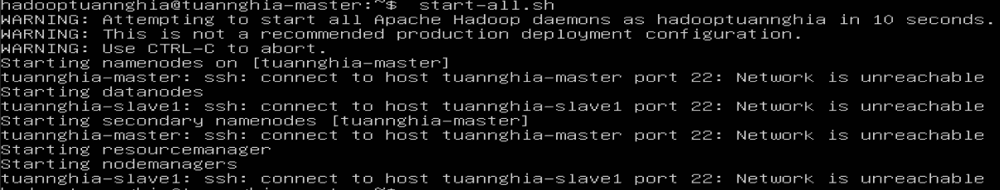 hadooptuannghia@tuannghia-master:~$  start-all.sh
WARNING: Attempting to start all Apache Hadoop daemons as hadooptuannghia in 10 seconds.
WARNING: This is not a recommended production deployment configuration.
WARNING: Use CTRL-C to abort.
Starting namenodes on [tuannghia-master]
tuannghia-master: ssh: connect to host tuannghia-master port 22: Network is unreachable
Starting datanodes
tuannghia-slave1: ssh: connect to host tuannghia-slave1 port 22: Network is unreachable
Starting secondary namenodes [tuannghia-master]
tuannghia-master: ssh: connect to host tuannghia-master port 22: Network is unreachable
Starting resourcemanager
Starting nodemanagers
tuannghia-slave1: ssh: connect to host tuannghia-slave1 port 22: Network is unreachable